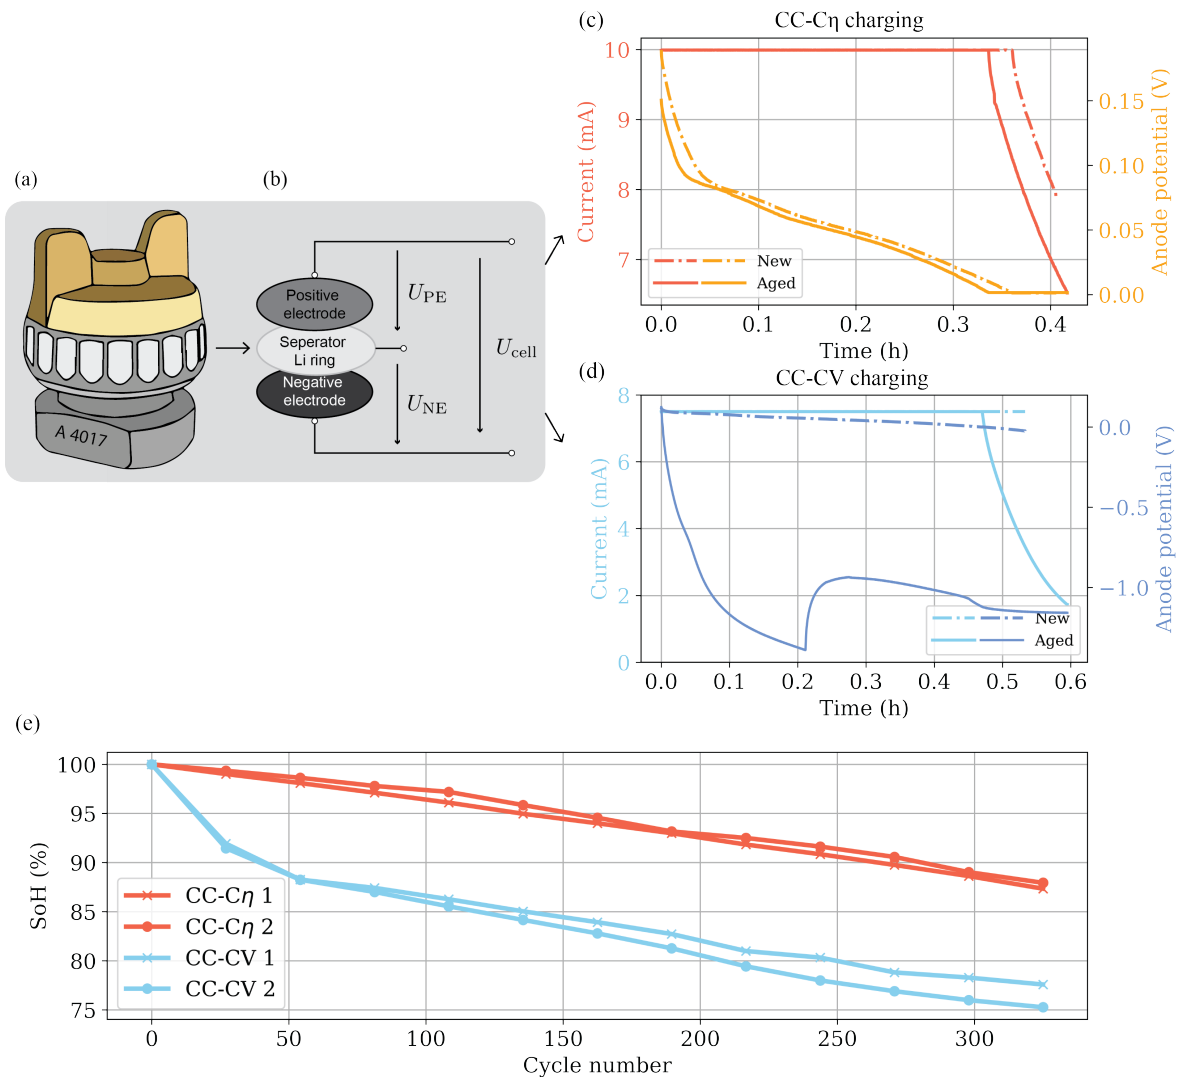 (a)
(b)
A 4017
Positive
electrode
Seperator
Li ring
Negative
electrode
U_PE
U_NE
U_cell
(c)
CC-Cη charging
Current (mA)
10
9
8
7
0.15
0.10
0.05
0.00
Anode potential (V)
New
Aged
0.0 0.1 0.2 0.3 0.4
Time (h)
(d)
CC-CV charging
Current (mA)
8
6
4
2
0
0.0
−0.5
−1.0
Anode potential (V)
New
Aged
0.0 0.1 0.2 0.3 0.4 0.5 0.6
Time (h)
(e)
SoH (%)
100
95
90
85
80
75
CC-Cη 1
CC-Cη 2
CC-CV 1
CC-CV 2
0 50 100 150 200 250 300
Cycle number